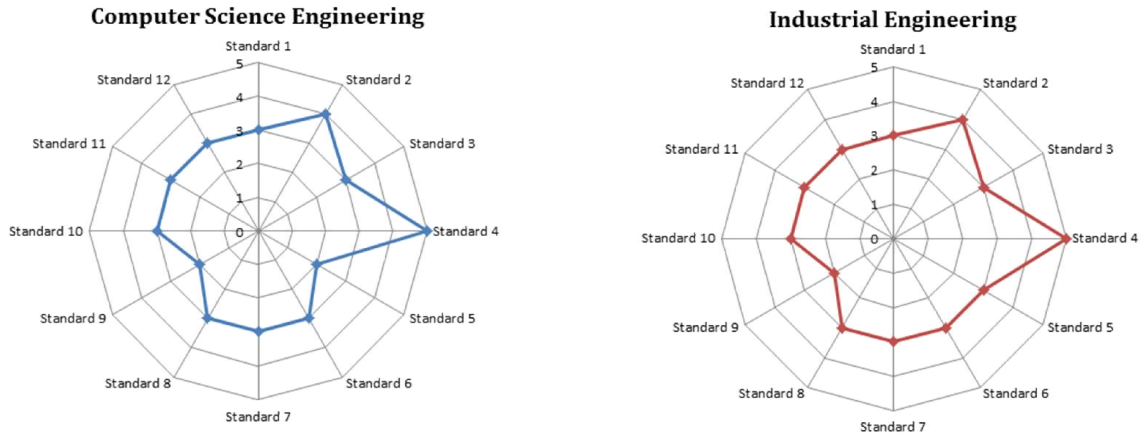 Computer Science Engineering
Standard 1
Standard 2
Standard 3
Standard 4
Standard 5
Standard 6
Standard 7
Standard 8
Standard 9
Standard 10
Standard 11
Standard 12
5
4
3
2
1
0
Industrial Engineering
Standard 1
Standard 2
Standard 3
Standard 4
Standard 5
Standard 6
Standard 7
Standard 8
Standard 9
Standard 10
Standard 11
Standard 12
5
4
3
2
1
0